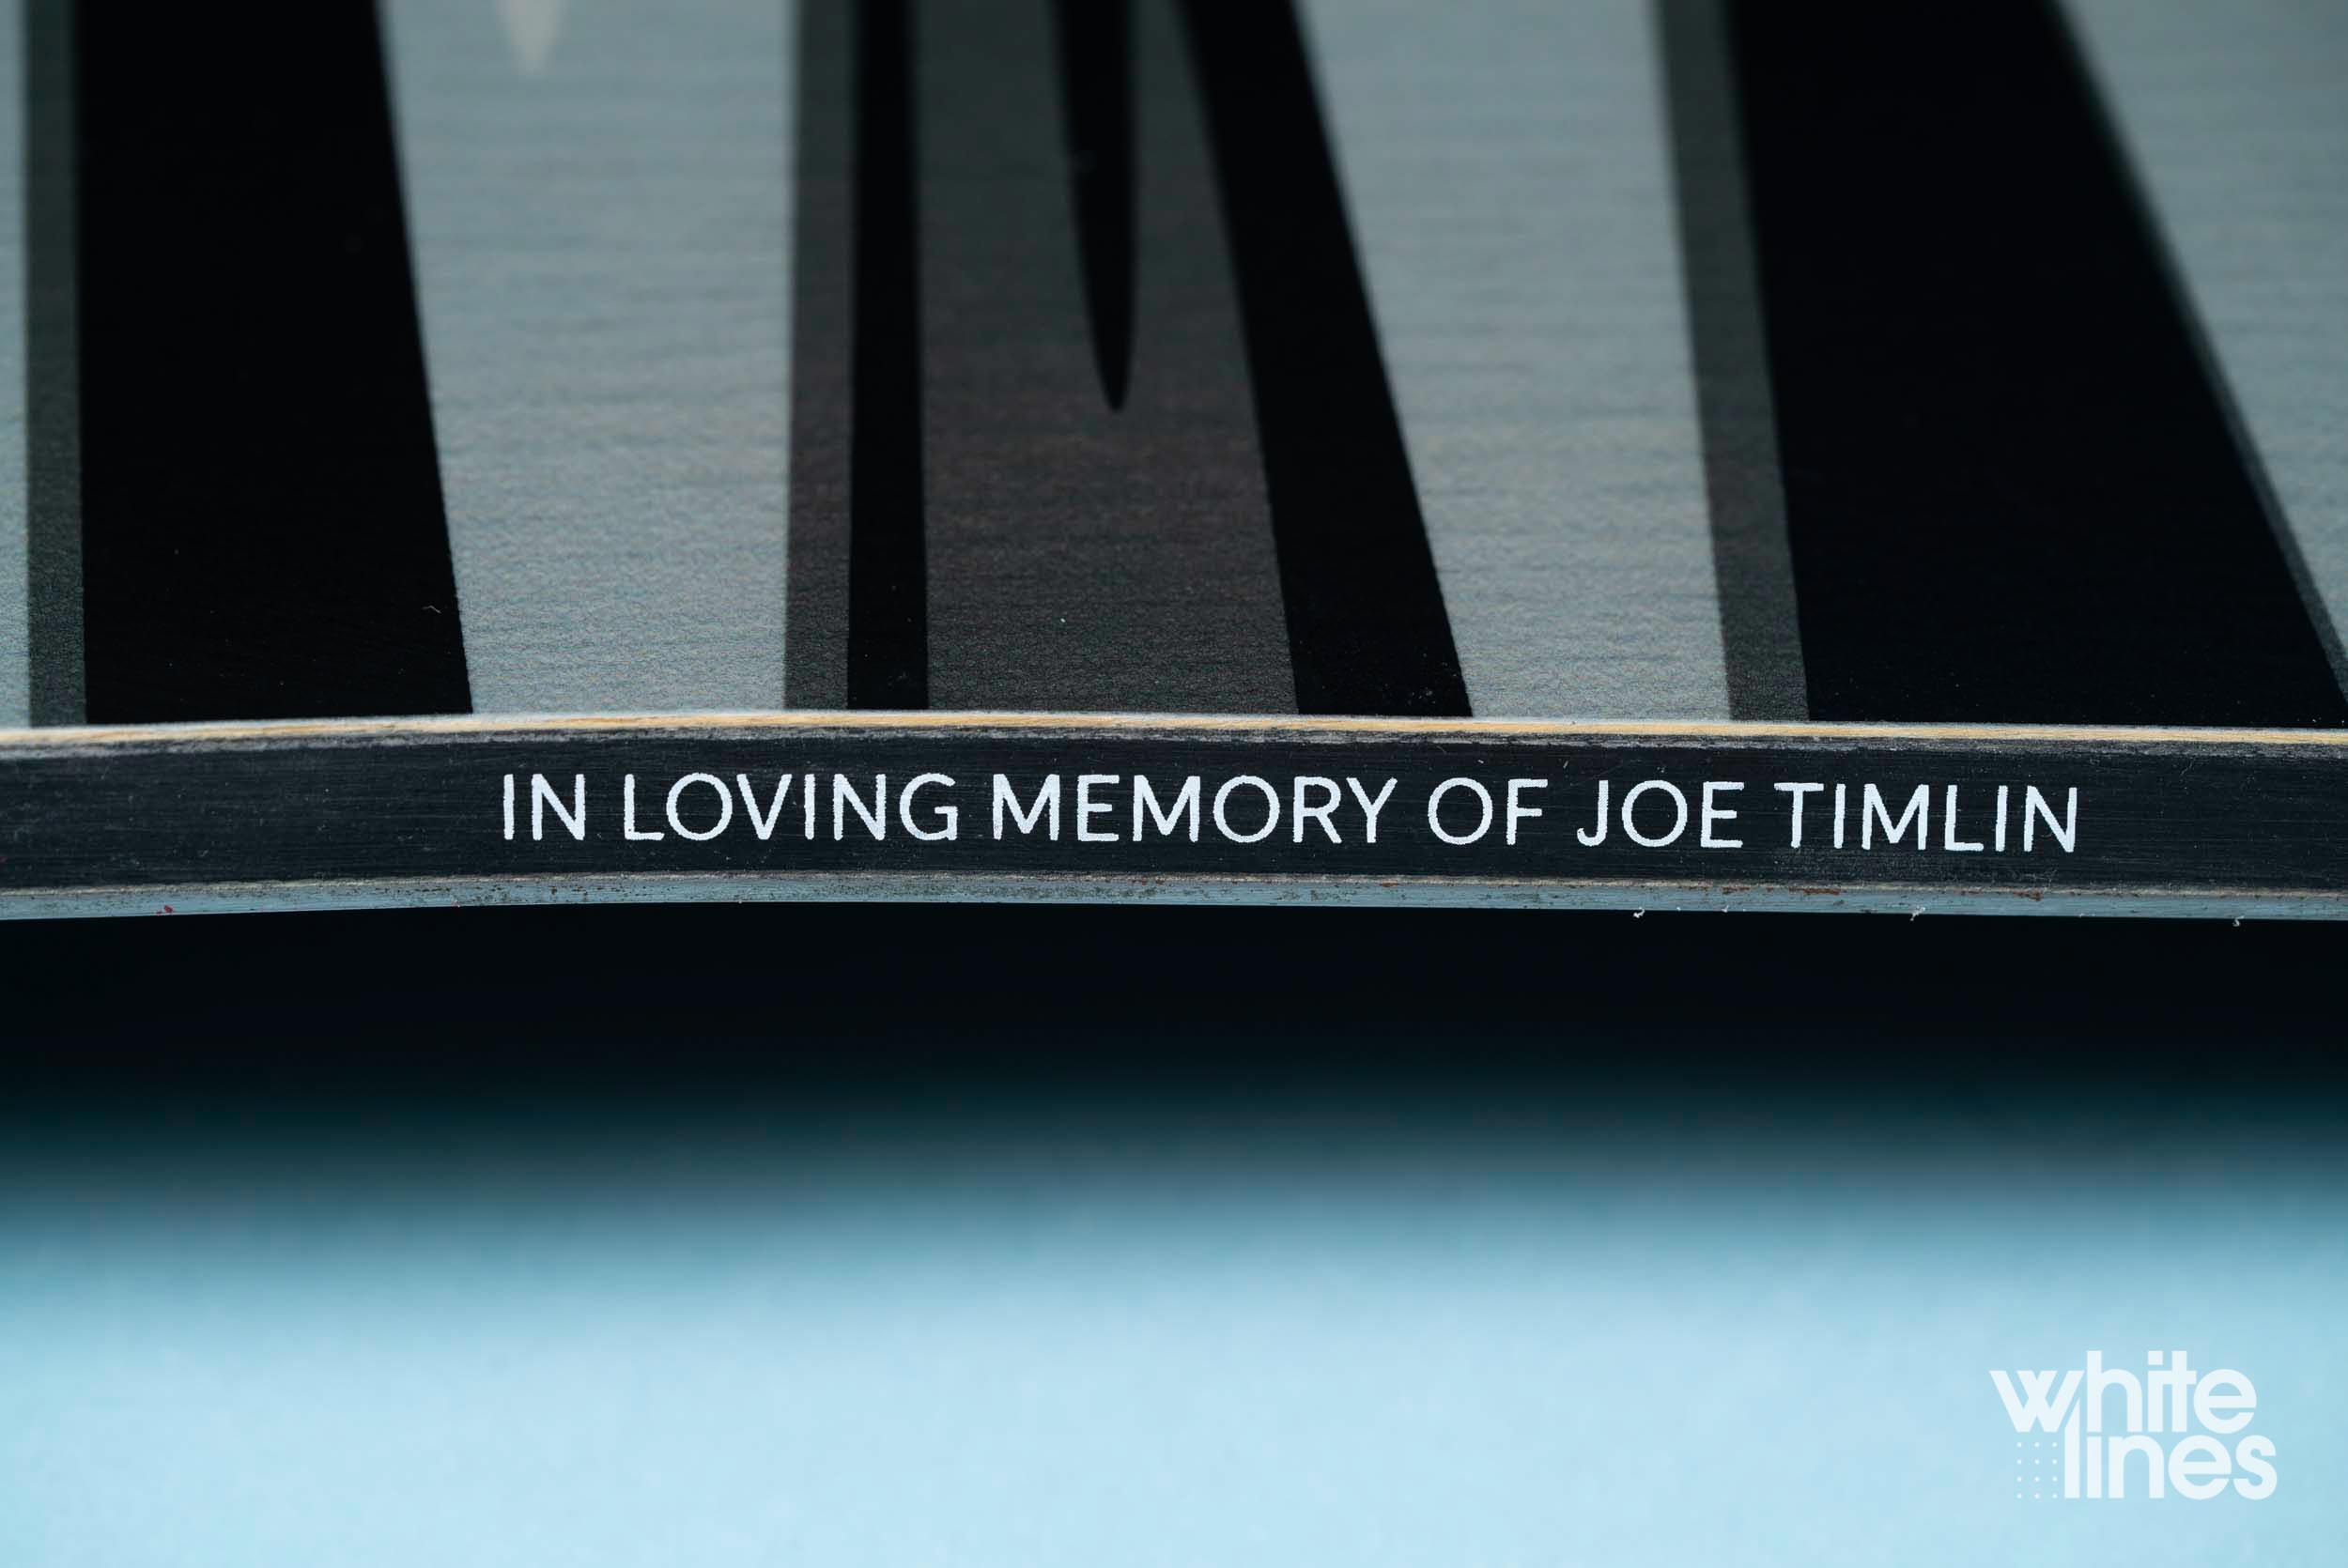 IN LOVING MEMORY OF JOE TIMLIN
white
lines